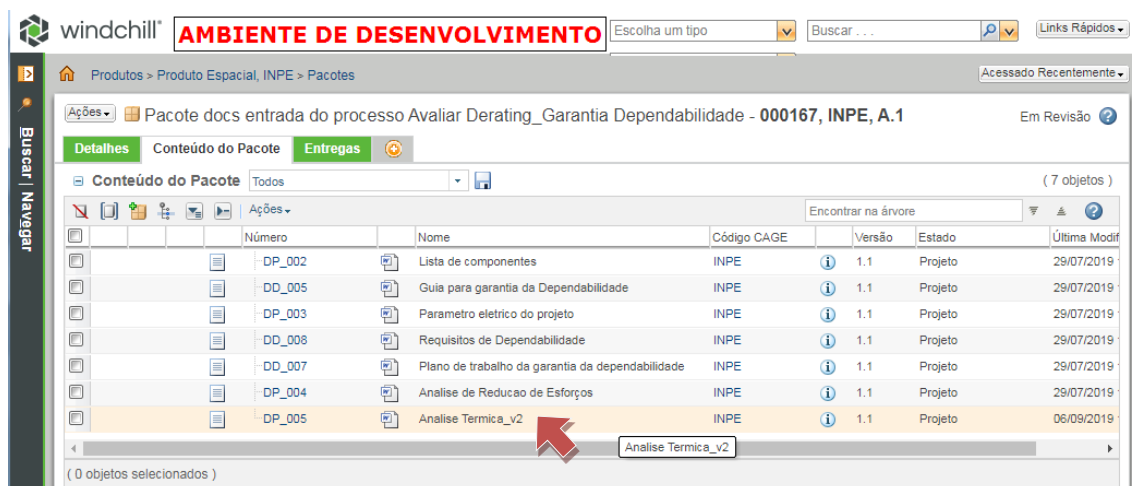 windchill® AMBIENTE DE DESENVOLVIMENTO Escolha um tipo Buscar . . . Links Rápidos
Produtos > Produto Espacial, INPE > Pacotes Acessado Recentemente
Ações Pacote docs entrada do processo Avaliar Derating_Garantia Dependabilidade - 000167, INPE, A.1 Em Revisão
Detalhes Conteúdo do Pacote Entregas
Buscar | Navegar
Conteúdo do Pacote Todos ( 7 objetos )
Ações Encontrar na árvore
Número Nome Código CAGE Versão Estado Última Modif
DP_002 Lista de componentes INPE 1.1 Projeto 29/07/2019
DD_005 Guia para garantia da Dependabilidade INPE 1.1 Projeto 29/07/2019
DP_003 Parametro eletrico do projeto INPE 1.1 Projeto 29/07/2019
DD_008 Requisitos de Dependabilidade INPE 1.1 Projeto 29/07/2019
DD_007 Plano de trabalho da garantia da dependabilidade INPE 1.1 Projeto 29/07/2019
DP_004 Analise de Reducao de Esforços INPE 1.1 Projeto 29/07/2019
DP_005 Analise Termica_v2 INPE 1.1 Projeto 06/09/2019
Analise Termica_v2
( 0 objetos selecionados )